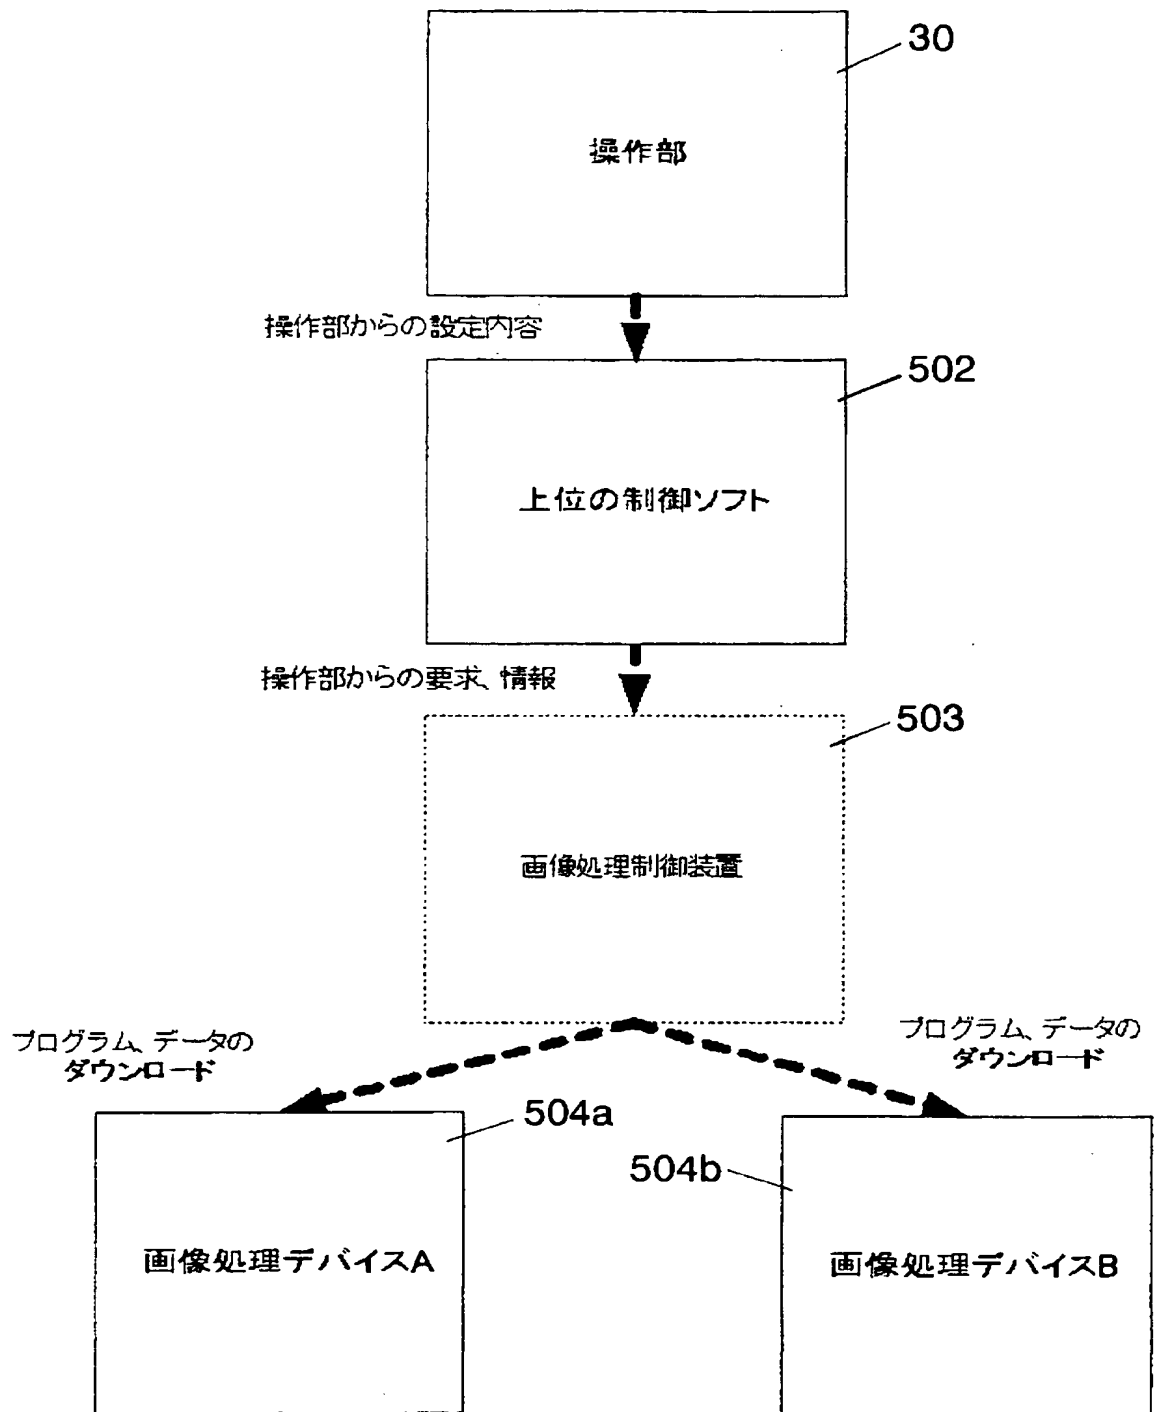 30
操作部
操作部からの設定内容
502
上位の制御ソフト
操作部からの要求、情報
503
画像処理制御装置
プログラム、データの
ダウンロード
プログラム、データの
ダウンロード
504a
504b
画像処理デバイスA
画像処理デバイスB